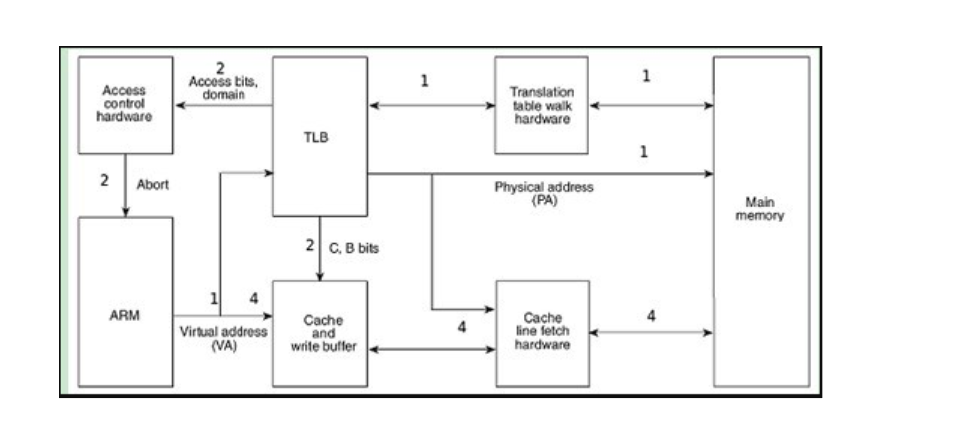 2
Access bits,
domain
Access
control
hardware
1
1
Translation
table walk
hardware
TLB
2
Abort
1
Physical address
(PA)
Main
memory
2
C, B bits
1
4
ARM
Virtual address
(VA)
Cache
and
write buffer
4
Cache
line fetch
hardware
4